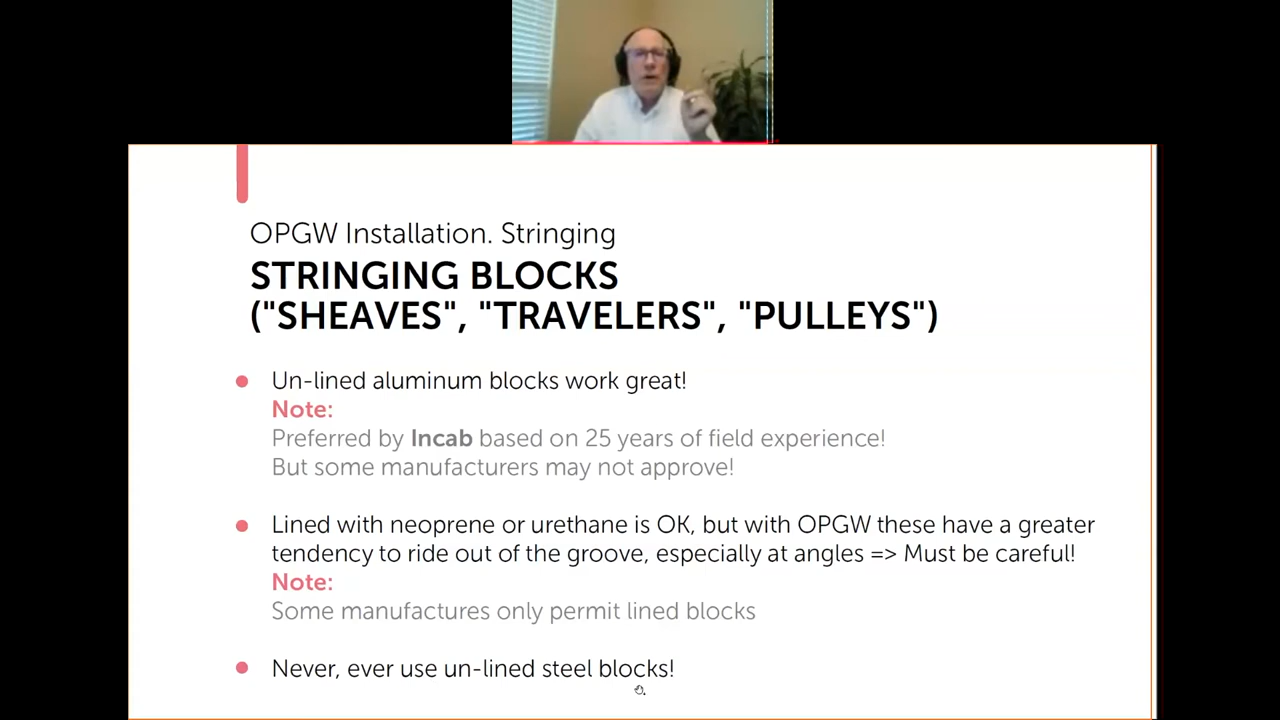 OPGW Installation. Stringing
STRINGING BLOCKS
("SHEAVES", "TRAVELERS", "PULLEYS")
Un-lined aluminum blocks work great!
Note:
Preferred by Incab based on 25 years of field experience!
But some manufacturers may not approve!
Lined with neoprene or urethane is OK, but with OPGW these have a greater
tendency to ride out of the groove, especially at angles => Must be careful!
Note:
Some manufactures only permit lined blocks
Never, ever use un-lined steel blocks!